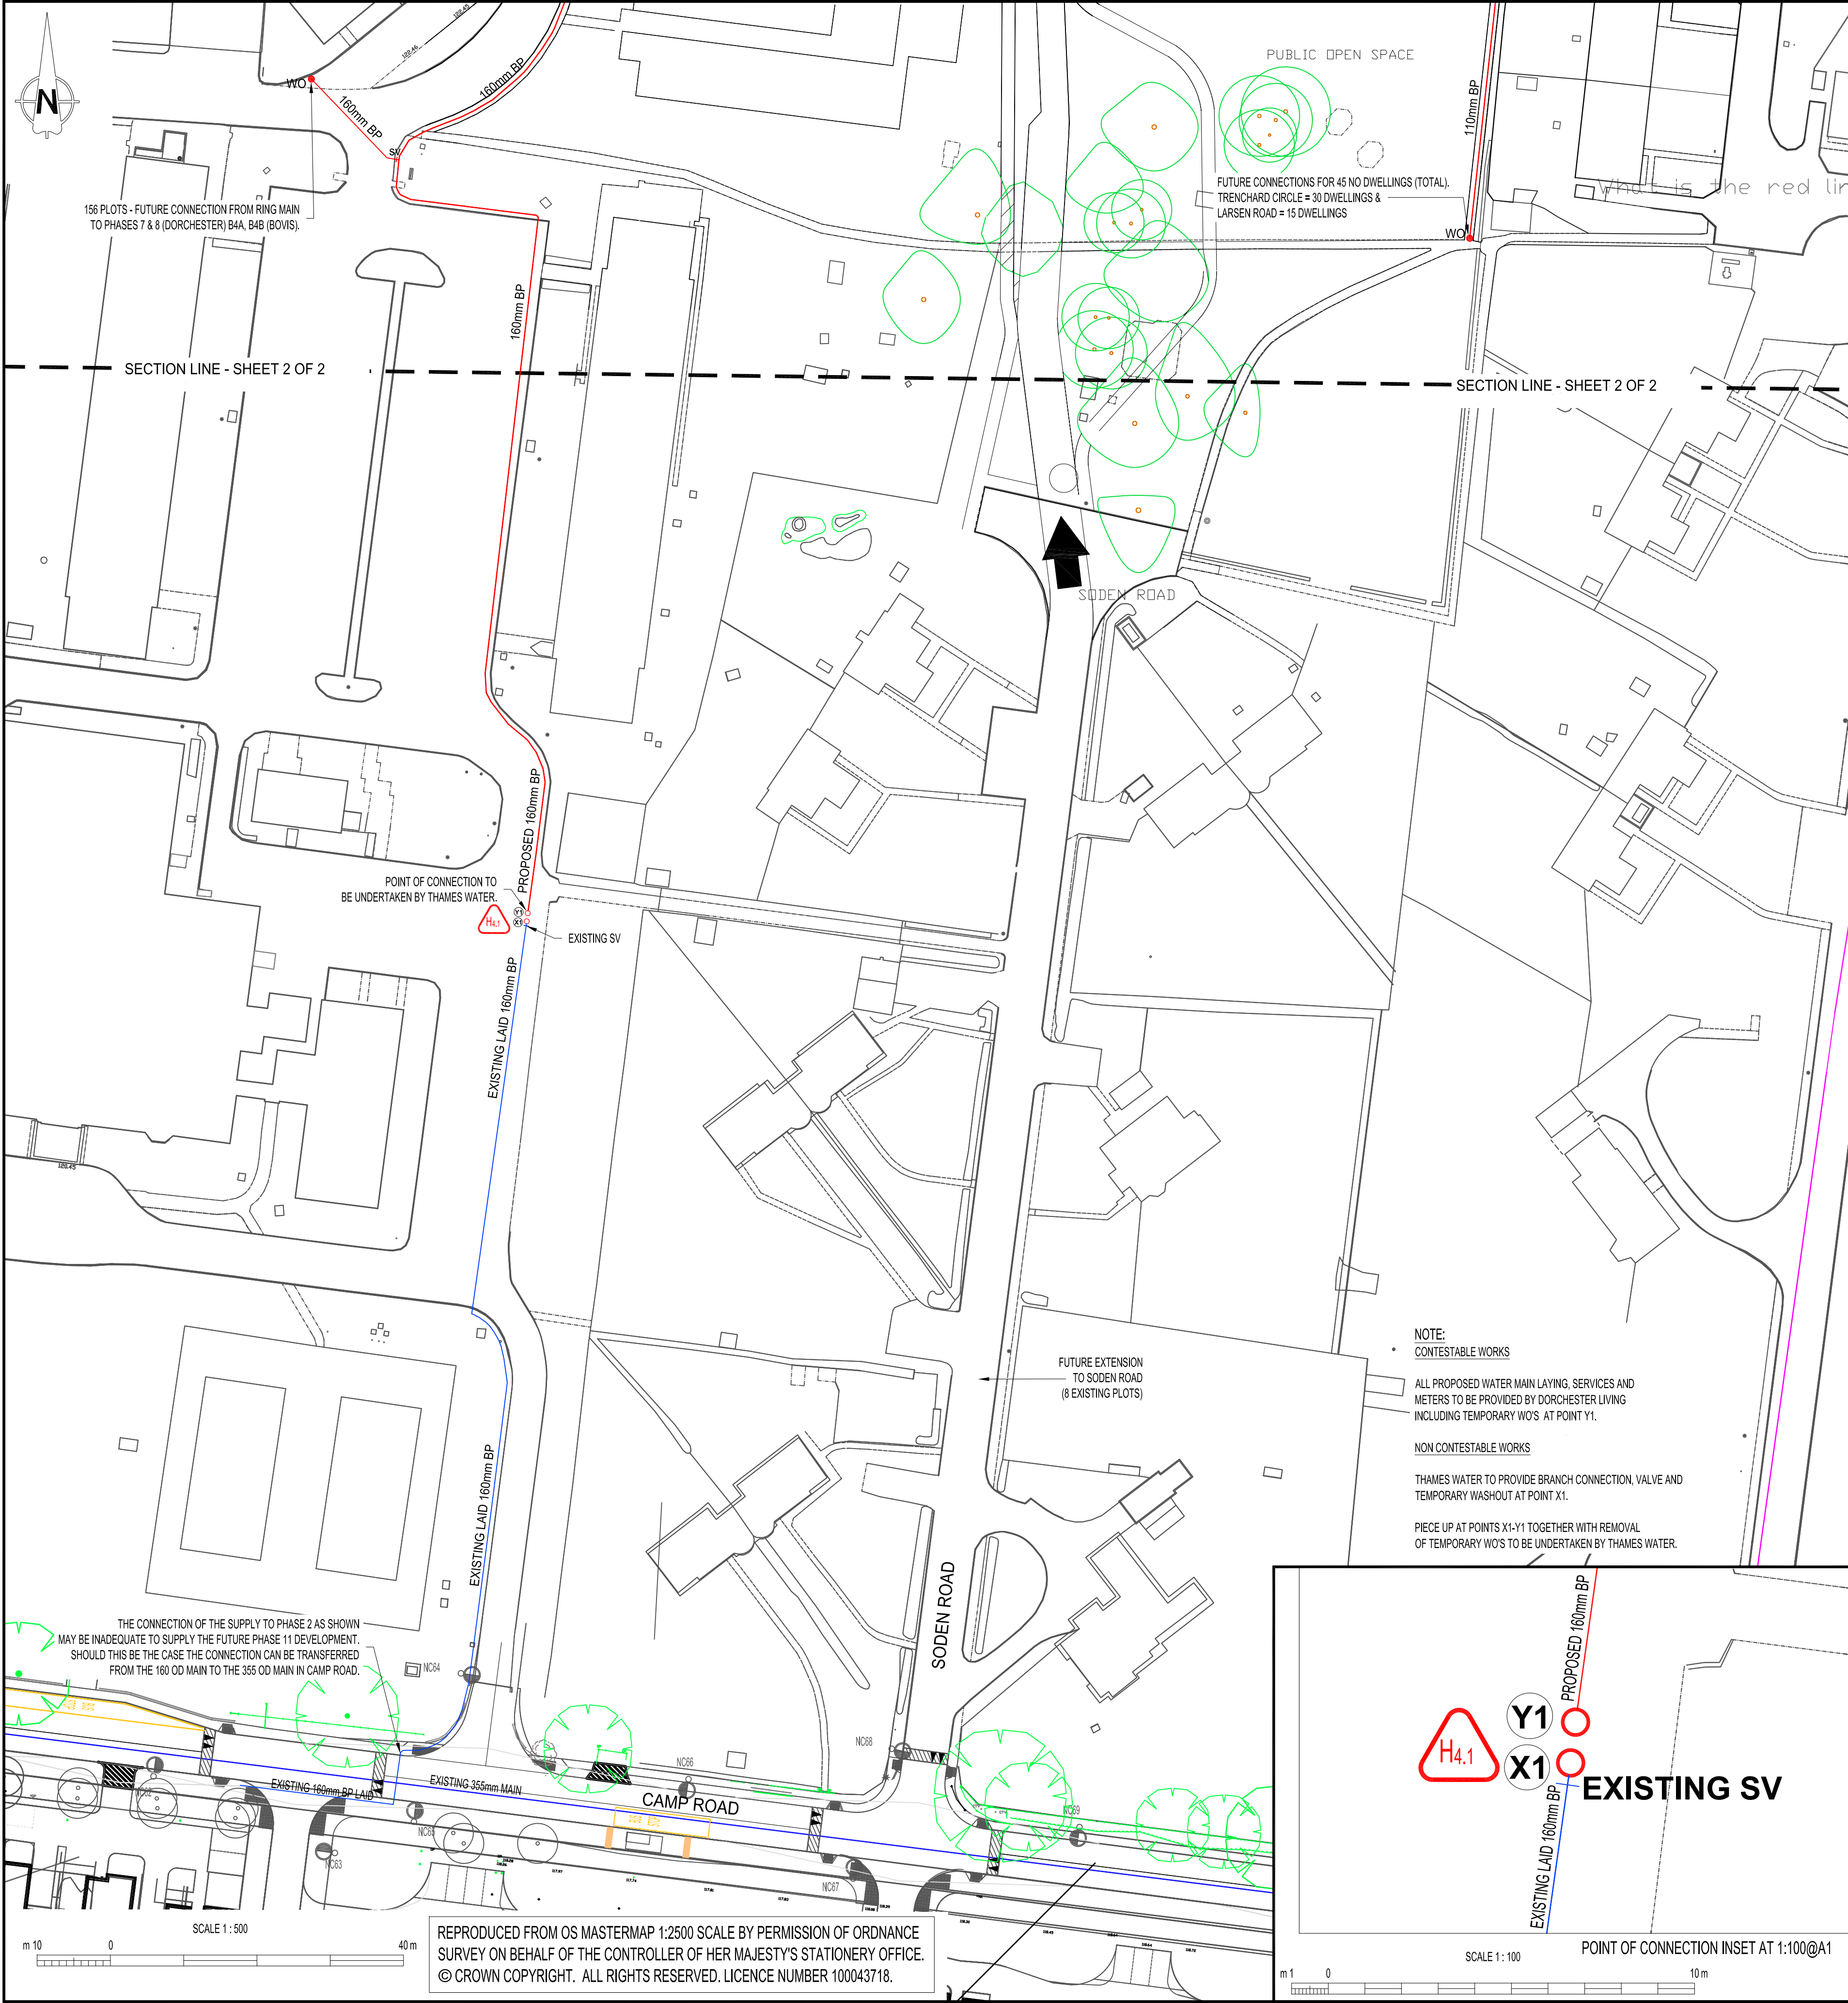 N
122.45
122.46
WO
160mm BP
160mm BP
SV
156 PLOTS - FUTURE CONNECTION FROM RING MAIN
TO PHASES 7 & 8 (DORCHESTER) B4A, B4B (BOVIS).
PUBLIC OPEN SPACE
110mm BP
FUTURE CONNECTIONS FOR 45 NO DWELLINGS (TOTAL).
TRENCHARD CIRCLE = 30 DWELLINGS &
LARSEN ROAD = 15 DWELLINGS
WO
What is the red lin
160mm BP
SECTION LINE - SHEET 2 OF 2
SECTION LINE - SHEET 2 OF 2
SODEN ROAD
PROPOSED 160mm BP
POINT OF CONNECTION TO
BE UNDERTAKEN BY THAMES WATER.
H4.1
Y1
X1
EXISTING SV
EXISTING LAID 160mm BP
FUTURE EXTENSION
TO SODEN ROAD
(8 EXISTING PLOTS)
NOTE:
CONTESTABLE WORKS
ALL PROPOSED WATER MAIN LAYING, SERVICES AND
METERS TO BE PROVIDED BY DORCHESTER LIVING
INCLUDING TEMPORARY WO'S AT POINT Y1.
NON CONTESTABLE WORKS
THAMES WATER TO PROVIDE BRANCH CONNECTION, VALVE AND
TEMPORARY WASHOUT AT POINT X1.
PIECE UP AT POINTS X1-Y1 TOGETHER WITH REMOVAL
OF TEMPORARY WO'S TO BE UNDERTAKEN BY THAMES WATER.
EXISTING LAID 160mm BP
SODEN ROAD
THE CONNECTION OF THE SUPPLY TO PHASE 2 AS SHOWN
MAY BE INADEQUATE TO SUPPLY THE FUTURE PHASE 11 DEVELOPMENT.
SHOULD THIS BE THE CASE THE CONNECTION CAN BE TRANSFERRED
FROM THE 160 OD MAIN TO THE 355 OD MAIN IN CAMP ROAD.
NC64
NC68
NC66
NC62
EXISTING 160mm BP LAID
EXISTING 355mm MAIN
CAMP ROAD
NC69
NC65
NC63
NC67
SCALE 1 : 500
m 10
0
40 m
REPRODUCED FROM OS MASTERMAP 1:2500 SCALE BY PERMISSION OF ORDNANCE
SURVEY ON BEHALF OF THE CONTROLLER OF HER MAJESTY'S STATIONERY OFFICE.
© CROWN COPYRIGHT. ALL RIGHTS RESERVED. LICENCE NUMBER 100043718.
PROPOSED 160mm BP
Y1
H4.1
X1
EXISTING SV
EXISTING LAID 160mm BP
SCALE 1 : 100
POINT OF CONNECTION INSET AT 1:100@A1
m 1
0
10 m